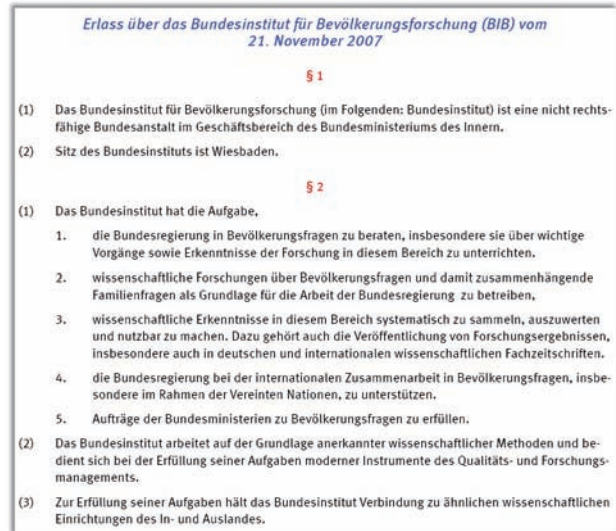 Erlass über das Bundesinstitut für Bevölkerungsforschung (BIB) vom
21. November 2007
§ 1
(1) Das Bundesinstitut für Bevölkerungsforschung (im Folgenden: Bundesinstitut) ist eine nicht rechts-
fähige Bundesanstalt im Geschäftsbereich des Bundesministeriums des Innern.
(2) Sitz des Bundesinstituts ist Wiesbaden.
§ 2
(1) Das Bundesinstitut hat die Aufgabe,
1. die Bundesregierung in Bevölkerungsfragen zu beraten, insbesondere sie über wichtige
Vorgänge sowie Erkenntnisse der Forschung in diesem Bereich zu unterrichten.
2. wissenschaftliche Forschungen über Bevölkerungsfragen und damit zusammenhängende
Familienfragen als Grundlage für die Arbeit der Bundesregierung zu betreiben,
3. wissenschaftliche Erkenntnisse in diesem Bereich systematisch zu sammeln, auszuwerten
und nutzbar zu machen. Dazu gehört auch die Veröffentlichung von Forschungsergebnissen,
insbesondere auch in deutschen und internationalen wissenschaftlichen Fachzeitschriften.
4. die Bundesregierung bei der internationalen Zusammenarbeit in Bevölkerungsfragen, insbe-
sondere im Rahmen der Vereinten Nationen, zu unterstützen.
5. Aufträge der Bundesministerien zu Bevölkerungsfragen zu erfüllen.
(2) Das Bundesinstitut arbeitet auf der Grundlage anerkannter wissenschaftlicher Methoden und be-
dient sich bei der Erfüllung seiner Aufgaben moderner Instrumente des Qualitäts- und Forschungs-
managements.
(3) Zur Erfüllung seiner Aufgaben hält das Bundesinstitut Verbindung zu ähnlichen wissenschaftlichen
Einrichtungen des In- und Auslandes.